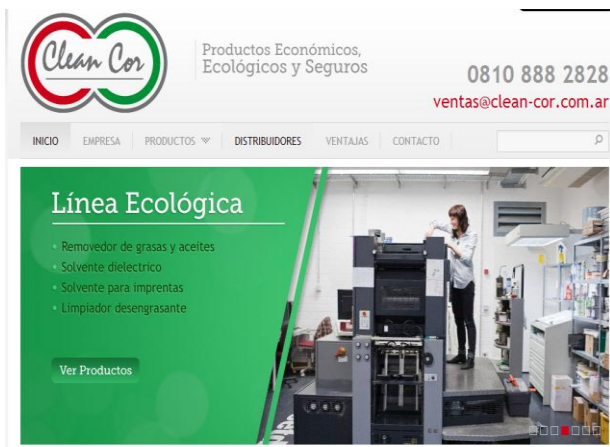 Clean Cor
Productos Económicos,
Ecológicos y Seguros
0810 888 2828
ventas@clean-cor.com.ar
INICIO EMPRESA PRODUCTOS DISTRIBUIDORES VENTAJAS CONTACTO
Línea Ecológica
Removedor de grasas y aceites
Solvente dielectrico
Solvente para imprentas
Limpiador desengrasante
Ver Productos